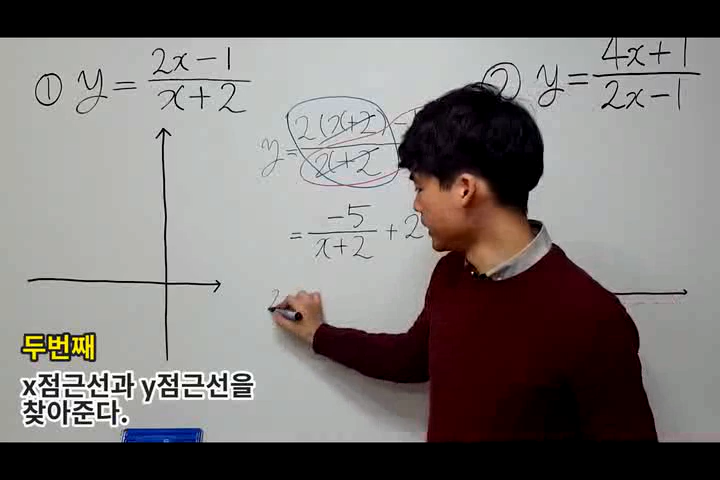 ① y = (2x-1)/(x+2)
② y = (4x+1)/(2x-1)
y = 2(x+2) -
x+2
= -5/(x+2) + 2
두번째
x점근선과 y점근선을
찾아준다.